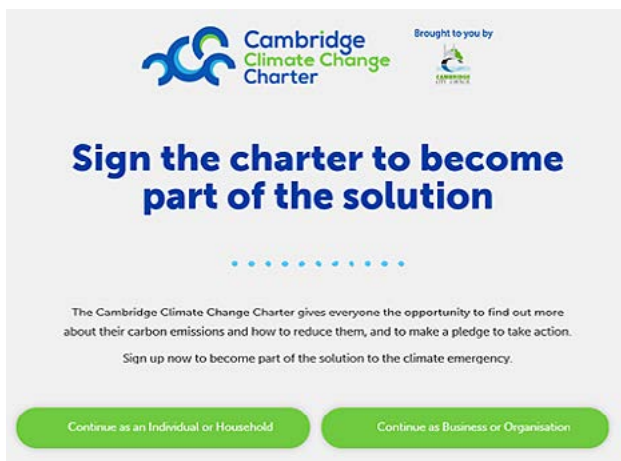 Cambridge
Climate Change
Charter
Brought to you by
CAMBRIDGE
CITY COUNCIL
Sign the charter to become
part of the solution
The Cambridge Climate Change Charter gives everyone the opportunity to find out more
about their carbon emissions and how to reduce them, and to make a pledge to take action.
Sign up now to become part of the solution to the climate emergency.
Continue as an Individual or Household
Continue as Business or Organisation